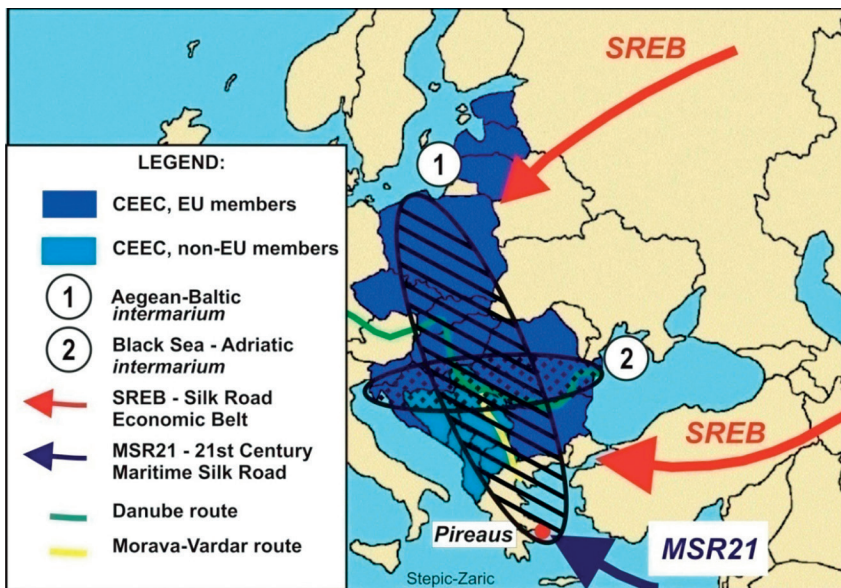 SREB
1
LEGEND:
CEEC, EU members
CEEC, non-EU members
1
Aegean-Baltic
intermarium
2
Black Sea - Adriatic
intermarium
SREB - Silk Road
Economic Belt
MSR21 - 21st Century
Maritime Silk Road
Danube route
Morava-Vardar route
2
SREB
Pireaus
MSR21
Stepic-Zaric